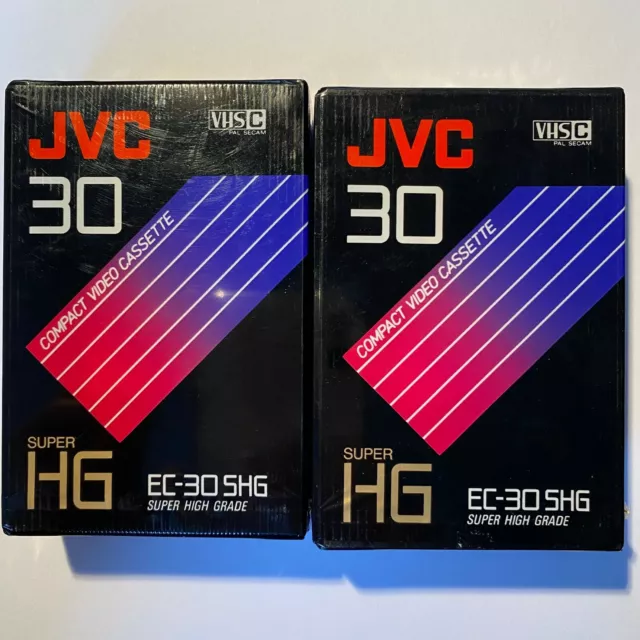 JVC
VHS C
PAL SECAM
30
COMPACT VIDEO CASSETTE
SUPER
HG
EC-30 SHG
SUPER HIGH GRADE
JVC
VHS C
PAL SECAM
30
COMPACT VIDEO CASSETTE
SUPER
HG
EC-30 SHG
SUPER HIGH GRADE